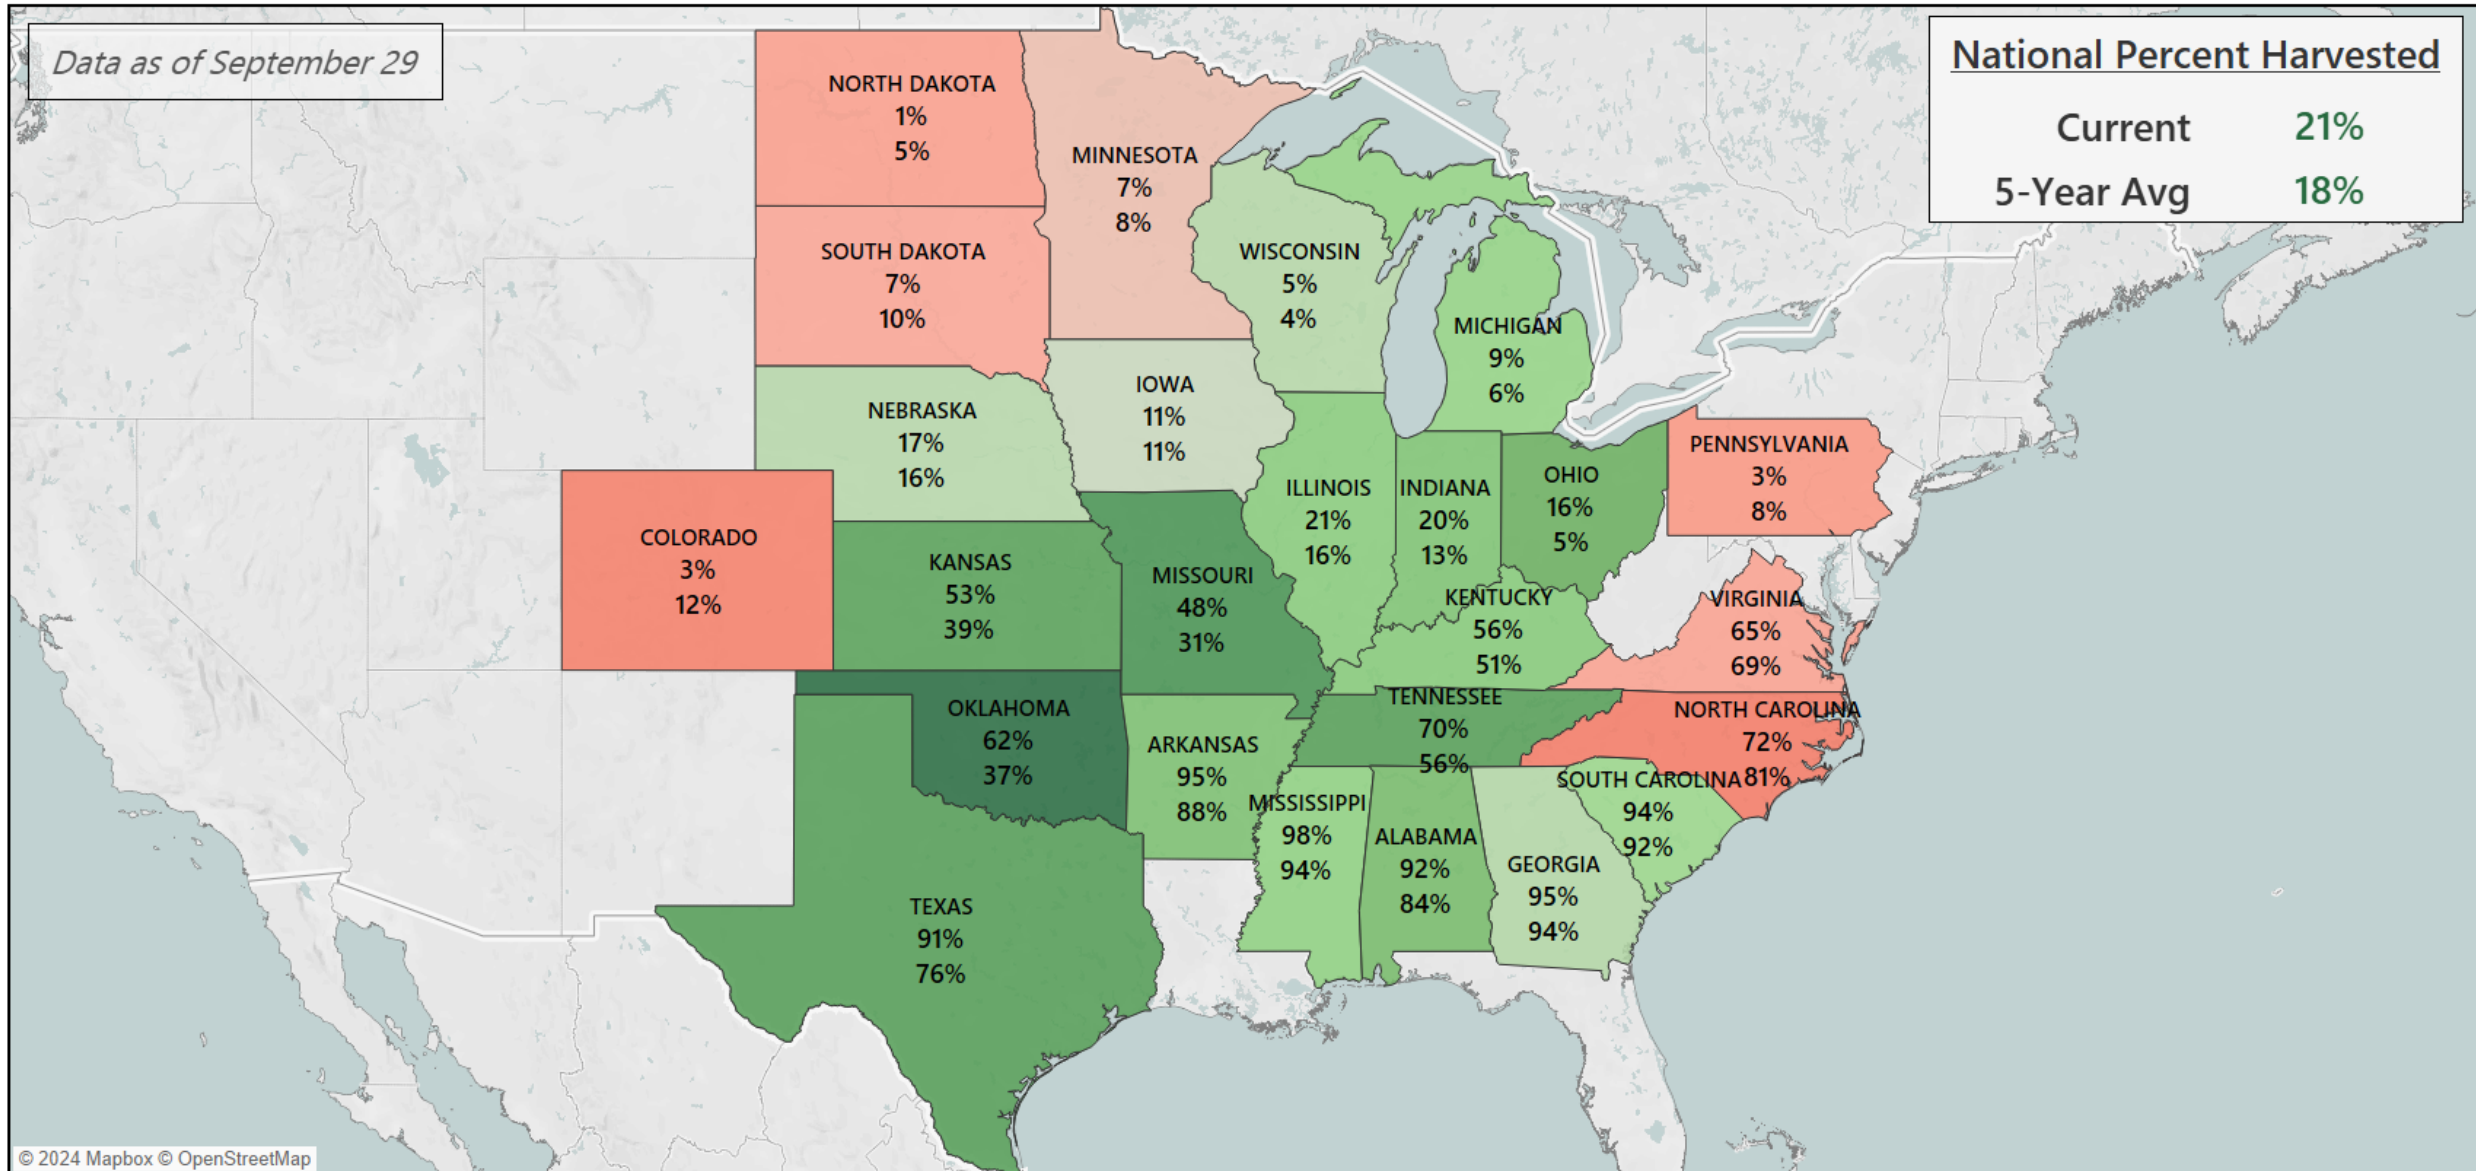 Data as of September 29
National Percent Harvested
Current 21%
5-Year Avg 18%
NORTH DAKOTA
1%
5%
MINNESOTA
7%
8%
SOUTH DAKOTA
7%
10%
WISCONSIN
5%
4%
MICHIGAN
9%
6%
NEBRASKA
17%
16%
IOWA
11%
11%
ILLINOIS
21%
16%
INDIANA
20%
13%
OHIO
16%
5%
PENNSYLVANIA
3%
8%
COLORADO
3%
12%
KANSAS
53%
39%
MISSOURI
48%
31%
KENTUCKY
56%
51%
VIRGINIA
65%
69%
OKLAHOMA
62%
37%
ARKANSAS
95%
88%
TENNESSEE
70%
56%
NORTH CAROLINA
72%
81%
SOUTH CAROLINA
94%
92%
MISSISSIPPI
98%
94%
ALABAMA
92%
84%
GEORGIA
95%
94%
TEXAS
91%
76%
© 2024 Mapbox © OpenStreetMap